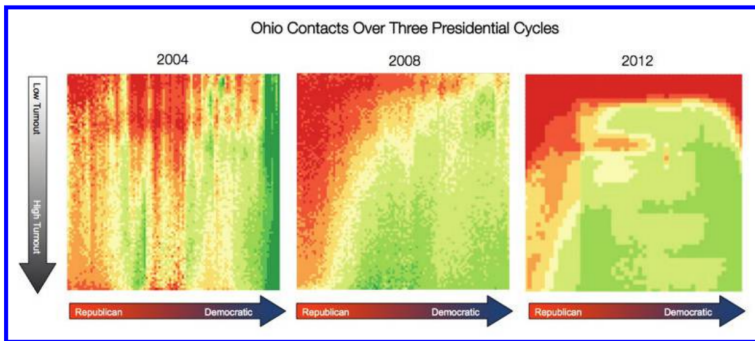 Ohio Contacts Over Three Presidential Cycles
2004
2008
2012
Low Turnout
High Turnout
Republican Democratic
Republican Democratic
Republican Democratic